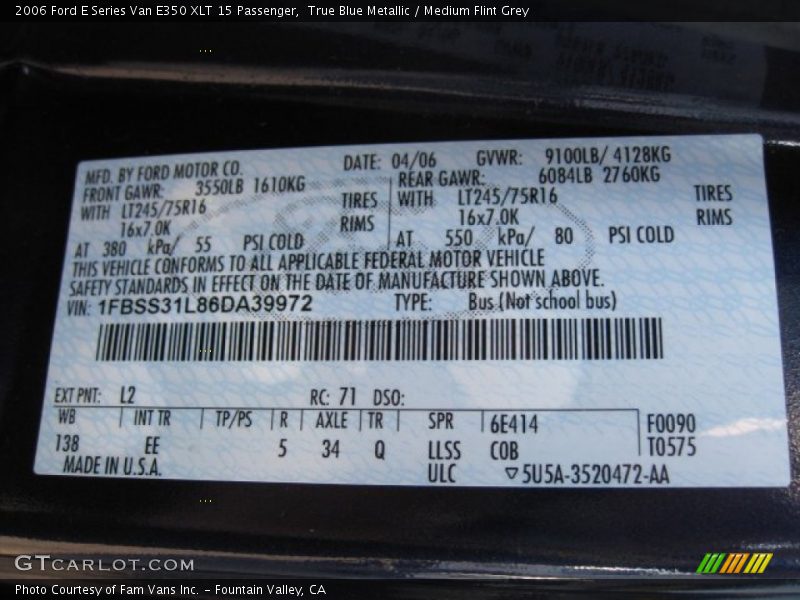 2006 Ford E Series Van E350 XLT 15 Passenger,  True Blue Metallic / Medium Flint Grey
MFD. BY FORD MOTOR CO.
DATE: 04/06
GVWR: 9100LB/ 4128KG
FRONT GAWR: 3550LB 1610KG
REAR GAWR: 6084LB 2760KG
WITH LT245/75R16 TIRES
WITH LT245/75R16 TIRES
16x7.0K RIMS
16x7.0K RIMS
AT 380 kPa/ 55 PSI COLD
AT 550 kPa/ 80 PSI COLD
THIS VEHICLE CONFORMS TO ALL APPLICABLE FEDERAL MOTOR VEHICLE
SAFETY STANDARDS IN EFFECT ON THE DATE OF MANUFACTURE SHOWN ABOVE.
VIN: 1FBSS31L86DA39972
TYPE: Bus (Not school bus)
EXT PNT: L2 RC: 71 DSO:
WB INT TR TP/PS R AXLE TR SPR 6E414 F0090
138 EE 5 34 Q LLSS COB T0575
MADE IN U.S.A. ULC ▽5U5A-3520472-AA
GTCARLOT.COM
Photo Courtesy of Fam Vans Inc. - Fountain Valley, CA